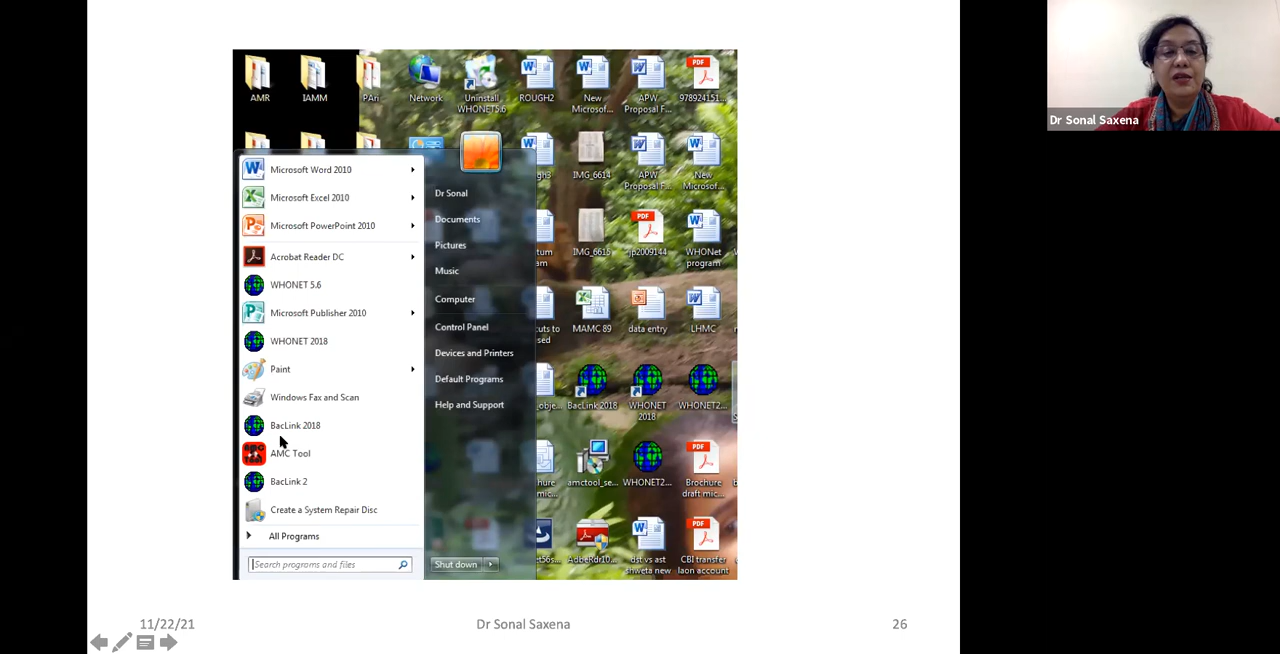 AMR IAMM PAri Network Uninstall WHONET5.6 ROUGH2 New Microsof... APW Proposal F... 978924151...
IMG_6614 APW Proposal F... New Microsof...
IMG_6615 jp2009144 WHONet program
MAMC 89 data entry LHMC
BacLink 2018 WHONET 2018 WHONET2...
amctool_se... WHONET2... Brochure draft mic...
AdbeRdr10... dst vs ast shweta new CBI transfer laon account
Microsoft Word 2010
Microsoft Excel 2010
Microsoft PowerPoint 2010
Acrobat Reader DC
WHONET 5.6
Microsoft Publisher 2010
WHONET 2018
Paint
Windows Fax and Scan
BacLink 2018
AMC Tool
BacLink 2
Create a System Repair Disc
All Programs
Search programs and files
Dr Sonal
Documents
Pictures
Music
Computer
Control Panel
Devices and Printers
Default Programs
Help and Support
Shut down
Dr Sonal Saxena
11/22/21 Dr Sonal Saxena 26